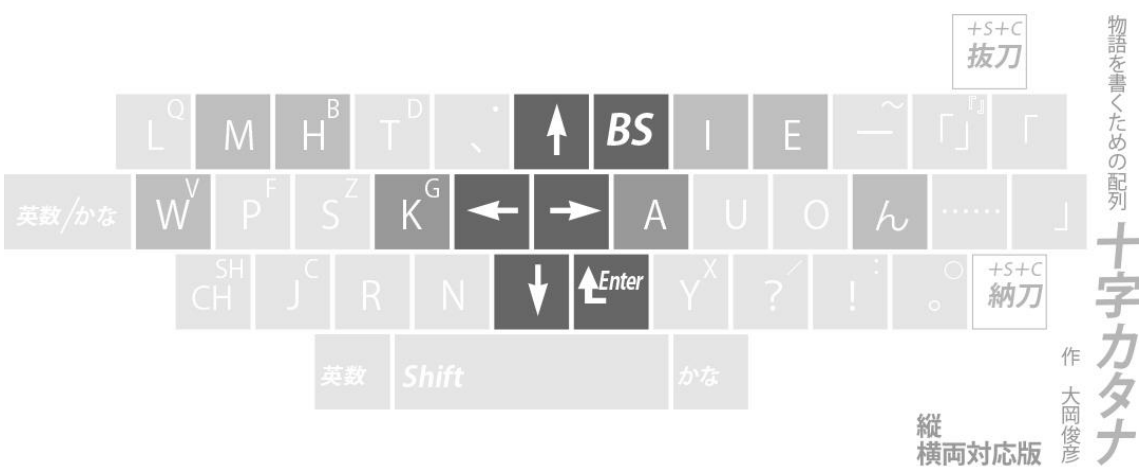 +S+C
抜刀
L Q M H B T D 、 ・ ↑ BS I E ー ～ 「」 『』 「
英数/かな W V P F S Z K G ← → A U O ん …… 」
CH SH J C R N ↓ Enter Y X ? ／ ! : 。 ○
+S+C
納刀
英数 Shift かな
物語を書くための配列
十字カタナ
作 大岡俊彦
縦
横両対応版